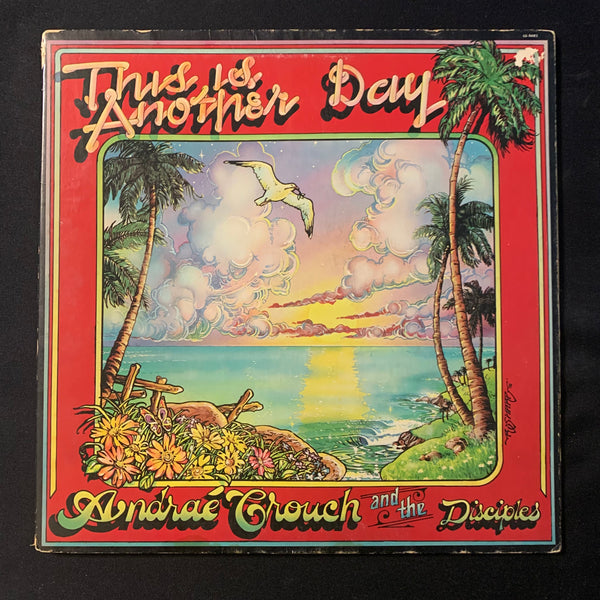 This is
Another Day
Andraé Crouch and the Disciples